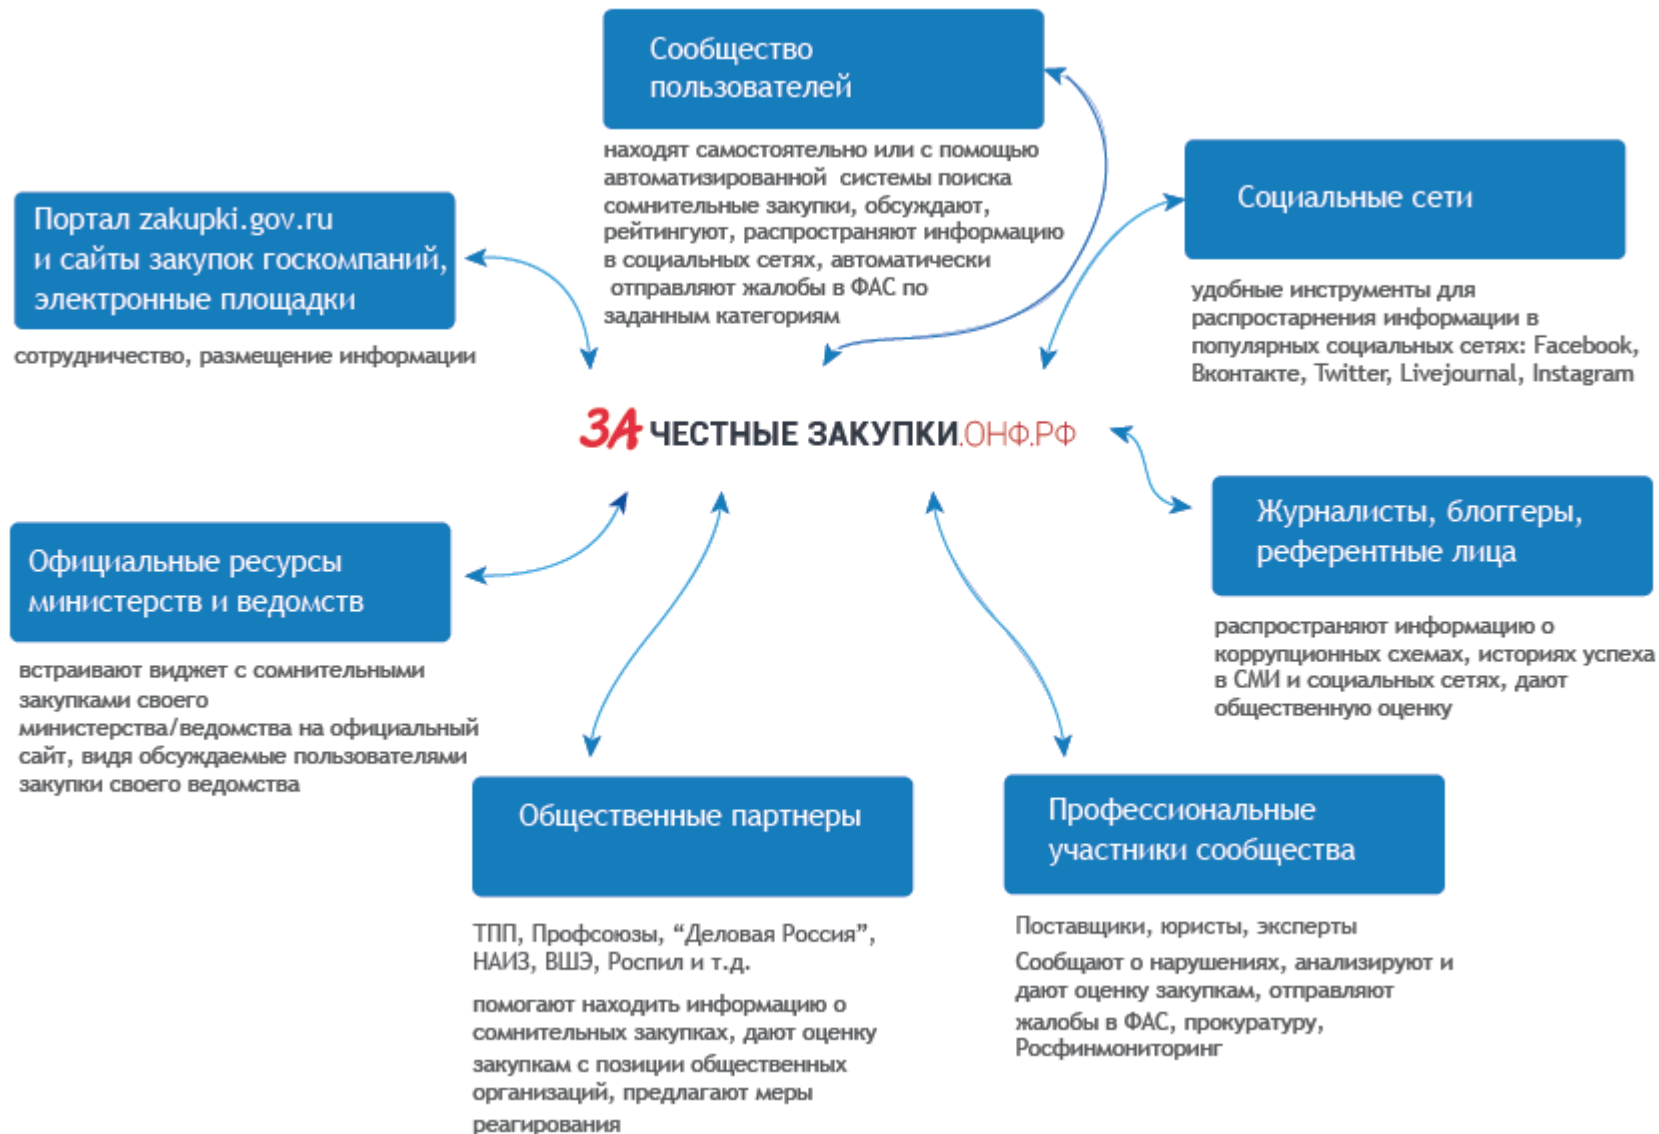 Сообщество
пользователей
находят самостоятельно или с помощью
автоматизированной системы поиска
сомнительные закупки, обсуждают,
рейтингуют, распространяют информацию
в социальных сетях, автоматически
отправляют жалобы в ФАС по
заданным категориям
Социальные сети
удобные инструменты для
распростарнения информации в
популярных социальных сетях: Facebook,
Вконтакте, Twitter, Livejournal, Instagram
Портал zakupki.gov.ru
и сайты закупок госкомпаний,
электронные площадки
сотрудничество, размещение информации
ЗА ЧЕСТНЫЕ ЗАКУПКИ.ОНФ.РФ
Журналисты, блоггеры,
референтные лица
распространяют информацию о
коррупционных схемах, историях успеха
в СМИ и социальных сетях, дают
общественную оценку
Официальные ресурсы
министерств и ведомств
встраивают виджет с сомнительными
закупками своего
министерства/ведомства на официальный
сайт, видя обсуждаемые пользователями
закупки своего ведомства
Общественные партнеры
ТПП, Профсоюзы, “Деловая Россия”,
НАИЗ, ВШЭ, Роспил и т.д.
помогают находить информацию о
сомнительных закупках, дают оценку
закупкам с позиции общественных
организаций, предлагают меры
реагирования
Профессиональные
участники сообщества
Поставщики, юристы, эксперты
Сообщают о нарушениях, анализируют и
дают оценку закупкам, отправляют
жалобы в ФАС, прокуратуру,
Росфинмониторинг